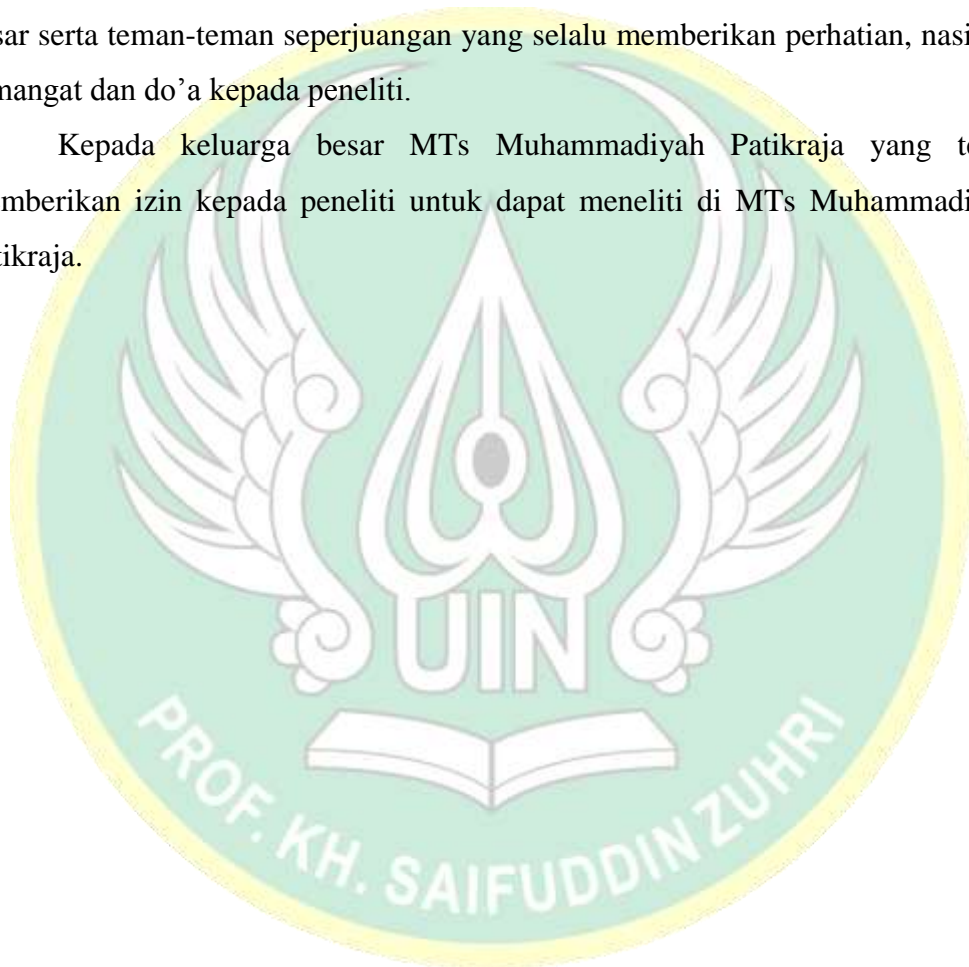 sar serta teman-teman seperjuangan yang selalu memberikan perhatian, nasi
mangat dan do’a kepada peneliti.
Kepada keluarga besar MTs Muhammadiyah Patikraja yang te
mberikan izin kepada peneliti untuk dapat meneliti di MTs Muhammadi
tikraja.
UIN
PROF. KH. SAIFUDDIN ZUHRI